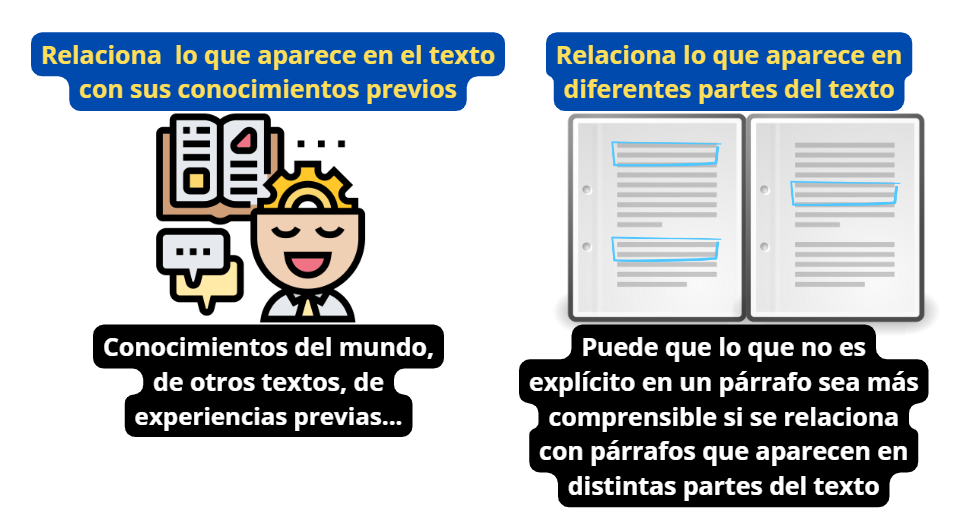 Relaciona lo que aparece en el texto
con sus conocimientos previos
Conocimientos del mundo,
de otros textos, de
experiencias previas...
Relaciona lo que aparece en
diferentes partes del texto
Puede que lo que no es
explícito en un párrafo sea más
comprensible si se relaciona
con párrafos que aparecen en
distintas partes del texto